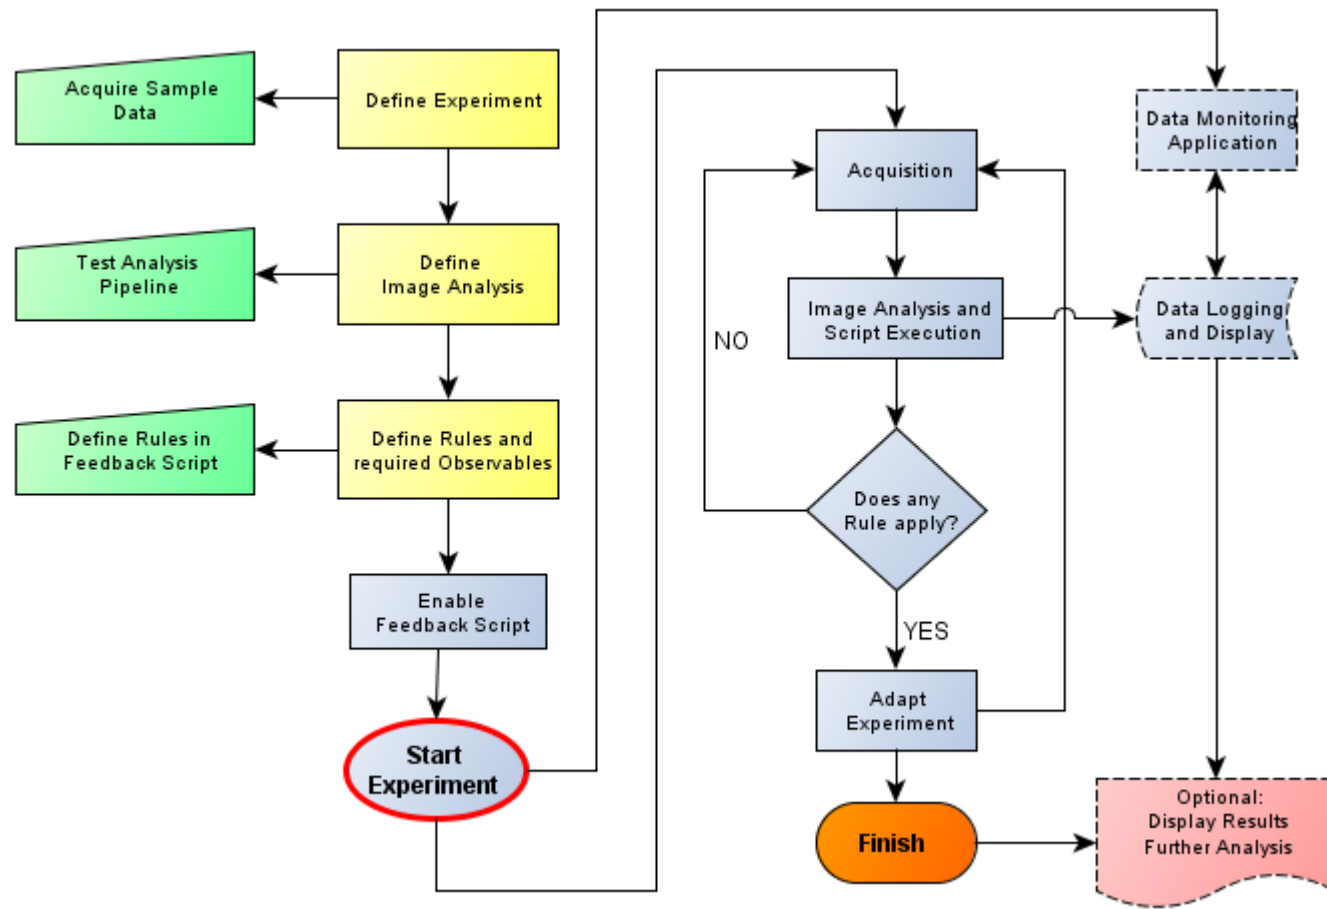 Acquire Sample
Data
Define Experiment
Test Analysis
Pipeline
Define
Image Analysis
Define Rules in
Feedback Script
Define Rules and
required Observables
Enable
Feedback Script
Start
Experiment
Acquisition
Image Analysis and
Script Execution
NO
Does any
Rule apply?
YES
Adapt
Experiment
Finish
Data Monitoring
Application
Data Logging
and Display
Optional:
Display Results
Further Analysis